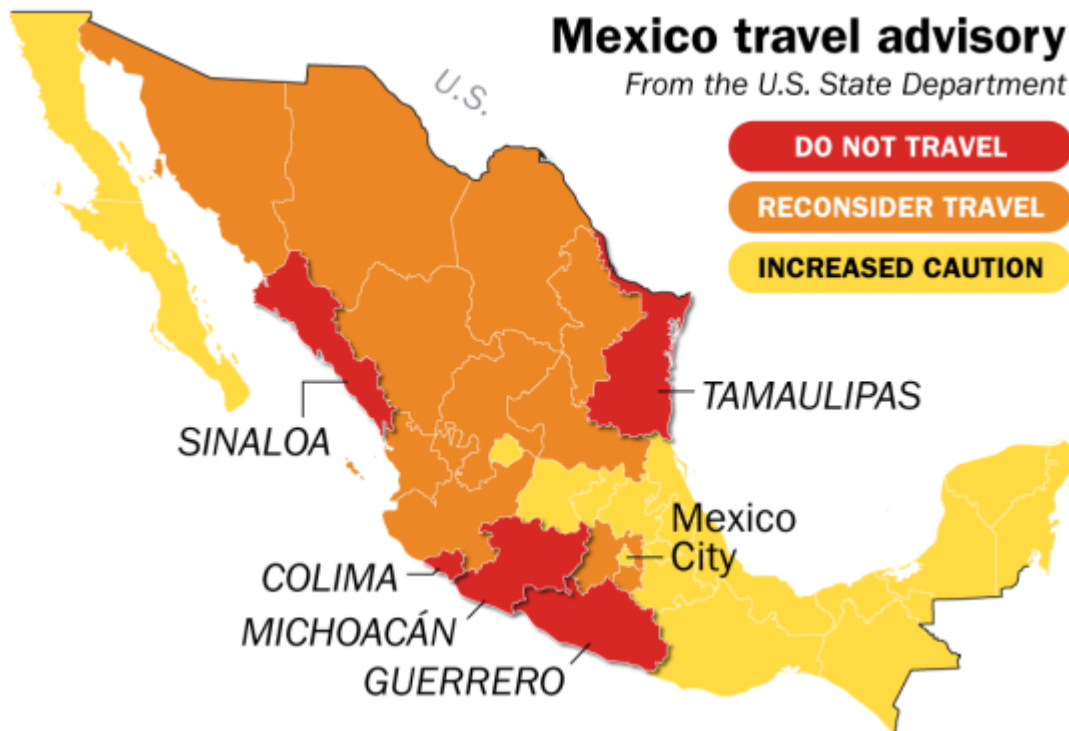 Mexico travel advisory
From the U.S. State Department
U.S.
DO NOT TRAVEL
RECONSIDER TRAVEL
INCREASED CAUTION
TAMAULIPAS
SINALOA
Mexico
City
COLIMA
MICHOACÁN
GUERRERO